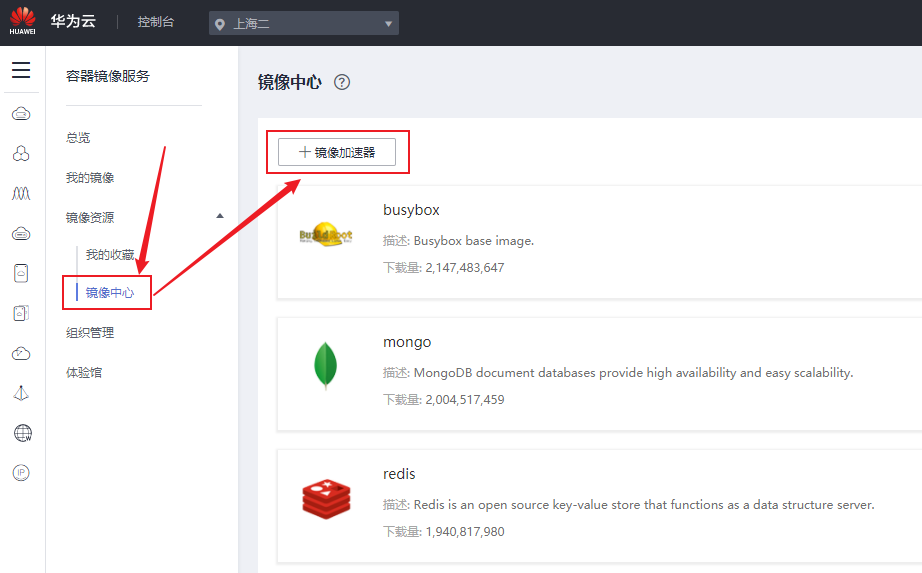 HUAWEI
华为云
控制台
上海二
容器镜像服务
总览
我的镜像
镜像资源
我的收藏
镜像中心
组织管理
体验馆
镜像中心 ?
+ 镜像加速器
busybox
描述: Busybox base image.
下载量: 2,147,483,647
mongo
描述: MongoDB document databases provide high availability and easy scalability.
下载量: 2,004,517,459
redis
描述: Redis is an open source key-value store that functions as a data structure server.
下载量: 1,940,817,980
IP